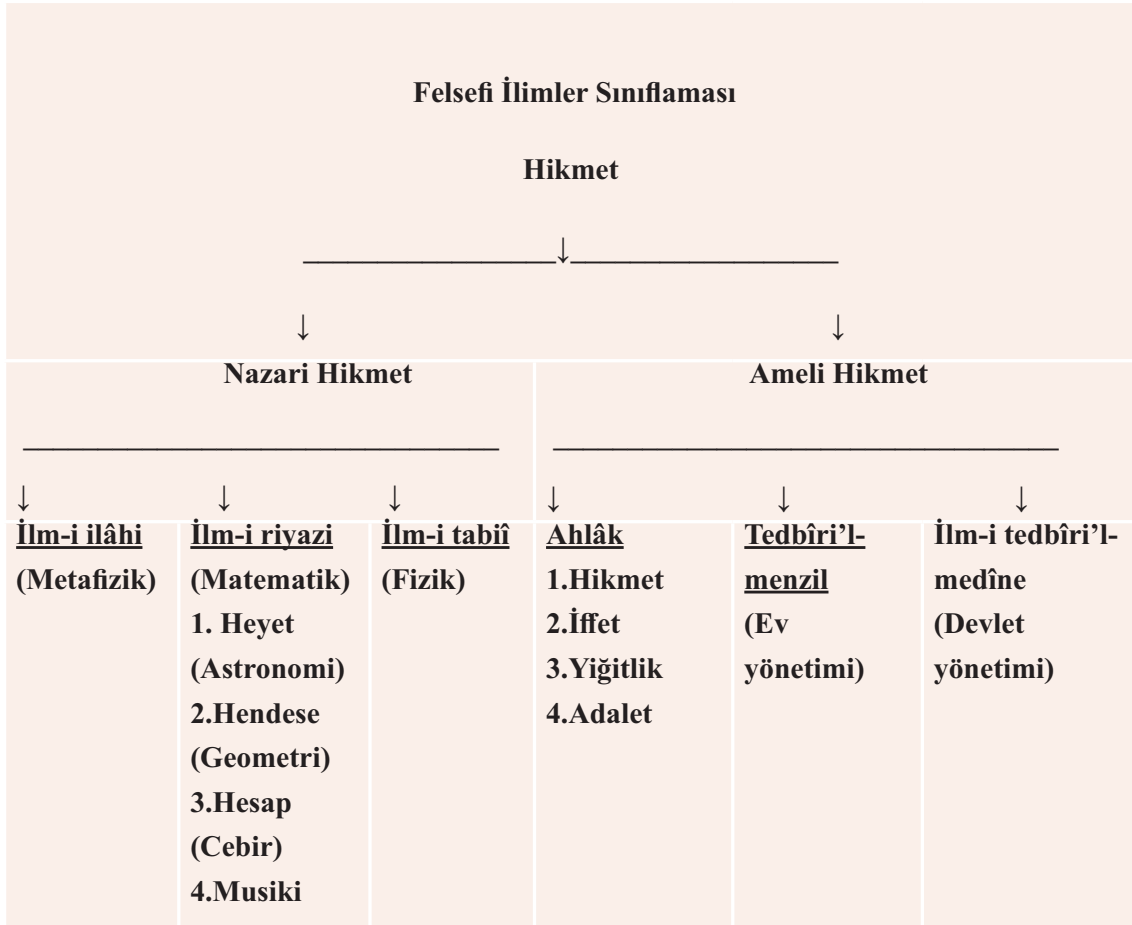 Felsefi İlimler Sınıflaması
Hikmet
↓
↓ ↓
Nazari Hikmet
Ameli Hikmet
↓ ↓ ↓
↓ ↓ ↓
İlm-i ilâhi
(Metafizik)
İlm-i riyazi
(Matematik)
1. Heyet
(Astronomi)
2.Hendese
(Geometri)
3.Hesap
(Cebir)
4.Musiki
İlm-i tabiî
(Fizik)
Ahlâk
1.Hikmet
2.İffet
3.Yiğitlik
4.Adalet
Tedbîri’l-
menzil
(Ev
yönetimi)
İlm-i tedbîri’l-
medîne
(Devlet
yönetimi)